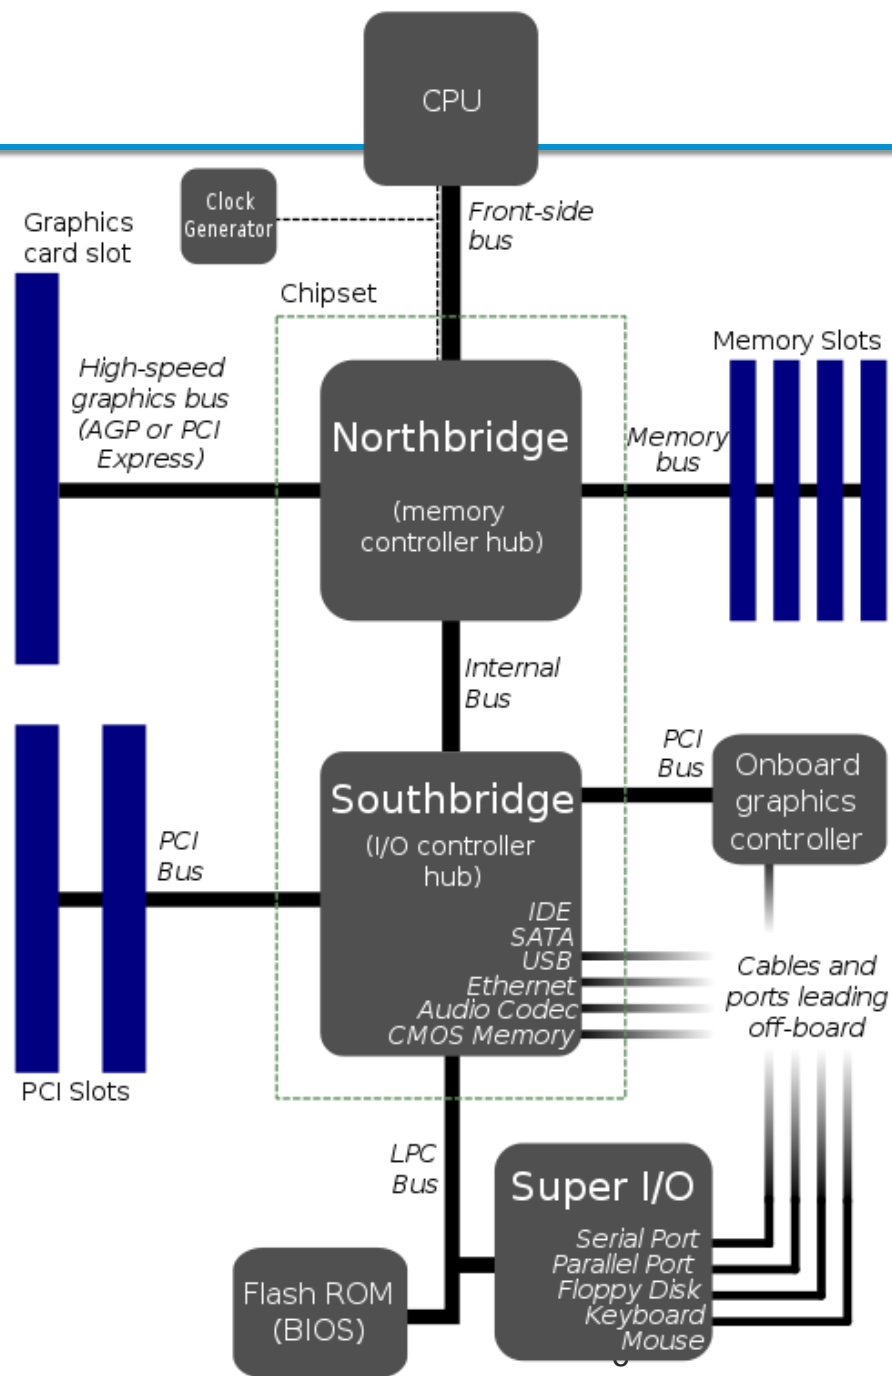 CPU
Clock
Generator
Front-side
bus
Graphics
card slot
Chipset
High-speed
graphics bus
(AGP or PCI
Express)
Northbridge
(memory
controller hub)
Memory
bus
Memory Slots
Internal
Bus
PCI
Bus
Onboard
graphics
controller
Southbridge
(I/O controller
hub)
PCI
Bus
IDE
SATA
USB
Ethernet
Audio Codec
CMOS Memory
Cables and
ports leading
off-board
PCI Slots
LPC
Bus
Super I/O
Serial Port
Parallel Port
Floppy Disk
Keyboard
Mouse
Flash ROM
(BIOS)